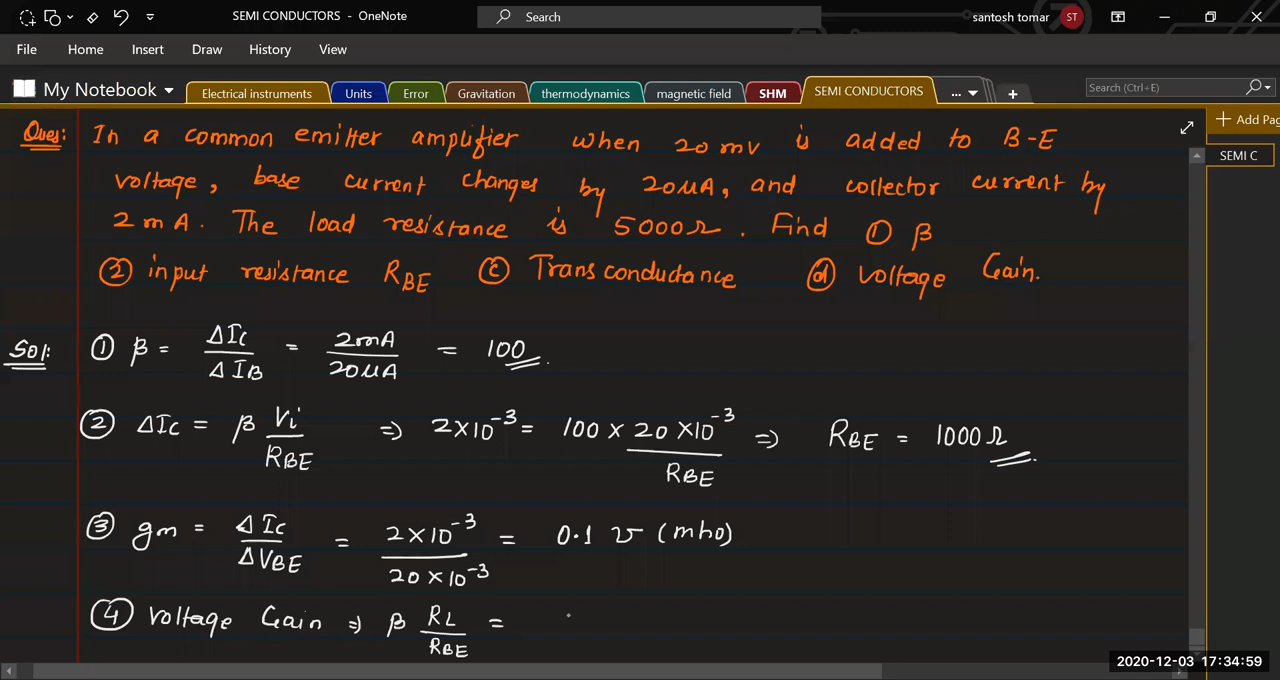 SEMI CONDUCTORS - OneNote
Search
santosh tomar ST
File Home Insert Draw History View
My Notebook Electrical instruments Units Error Gravitation thermodynamics magnetic field SHM SEMI CONDUCTORS ... + Search (Ctrl+E)
+ Add Pag
SEMI C
Ques: In a common emitter amplifier when 20 mv is added to B-E
voltage, base current changes by 20μA, and collector current by
2 mA. The load resistance is 5000Ω. Find ① β
② input resistance RBE ⓒ Transconductance ⓓ Voltage Gain.
Sol: ① β = ΔIc/ΔIB = 2mA/20μA = 100
② ΔIc = β Vi/RBE ⇒ 2×10⁻³ = 100 × 20×10⁻³/RBE ⇒ RBE = 1000Ω
③ gm = ΔIc/ΔVBE = 2×10⁻³/20×10⁻³ = 0.1 ℧ (mho)
④ Voltage Gain ⇒ β RL/RBE =
2020-12-03 17:34:59